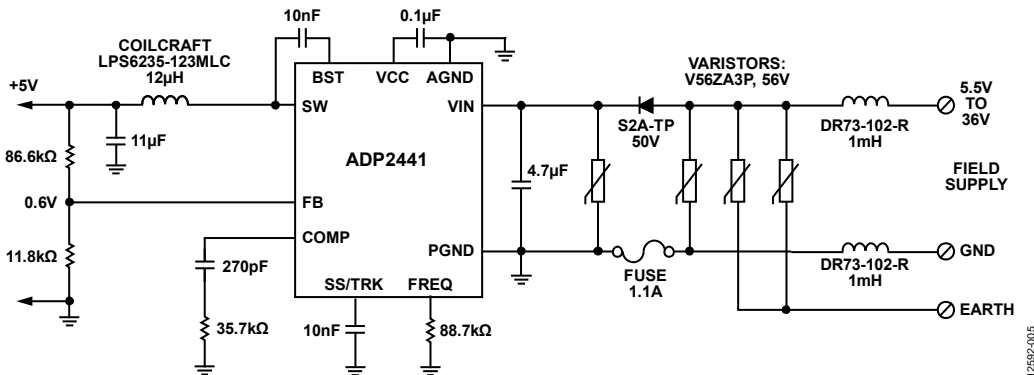 10nF
0.1µF
COILCRAFT
LPS6235-123MLC
12µH
BST
VCC
AGND
VARISTORS:
V56ZA3P, 56V
+5V
SW
VIN
5.5V
TO
36V
S2A-TP
50V
DR73-102-R
1mH
11µF
86.6kΩ
ADP2441
4.7µF
FIELD
SUPPLY
0.6V
FB
COMP
PGND
GND
11.8kΩ
270pF
FUSE
1.1A
DR73-102-R
1mH
SS/TRK
FREQ
EARTH
35.7kΩ
10nF
88.7kΩ
12592-005